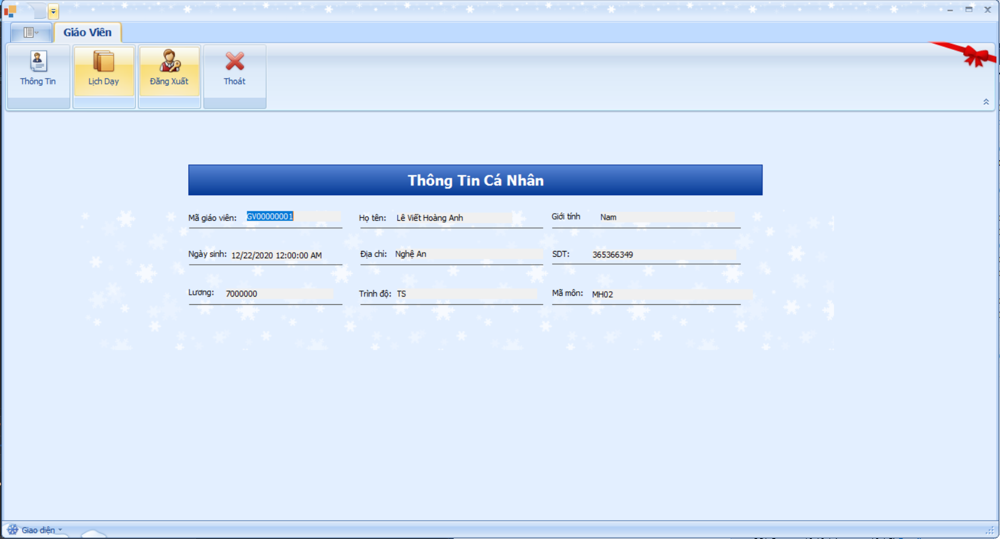 Giáo Viên
Thông Tin
Lịch Dạy
Đăng Xuất
Thoát
Thông Tin Cá Nhân
Mã giáo viên: GV00000001 Họ tên: Lê Viết Hoàng Anh Giới tính Nam
Ngày sinh: 12/22/2020 12:00:00 AM Địa chỉ: Nghệ An SDT: 365366349
Lương: 7000000 Trình độ: TS Mã môn: MH02
Giao diện